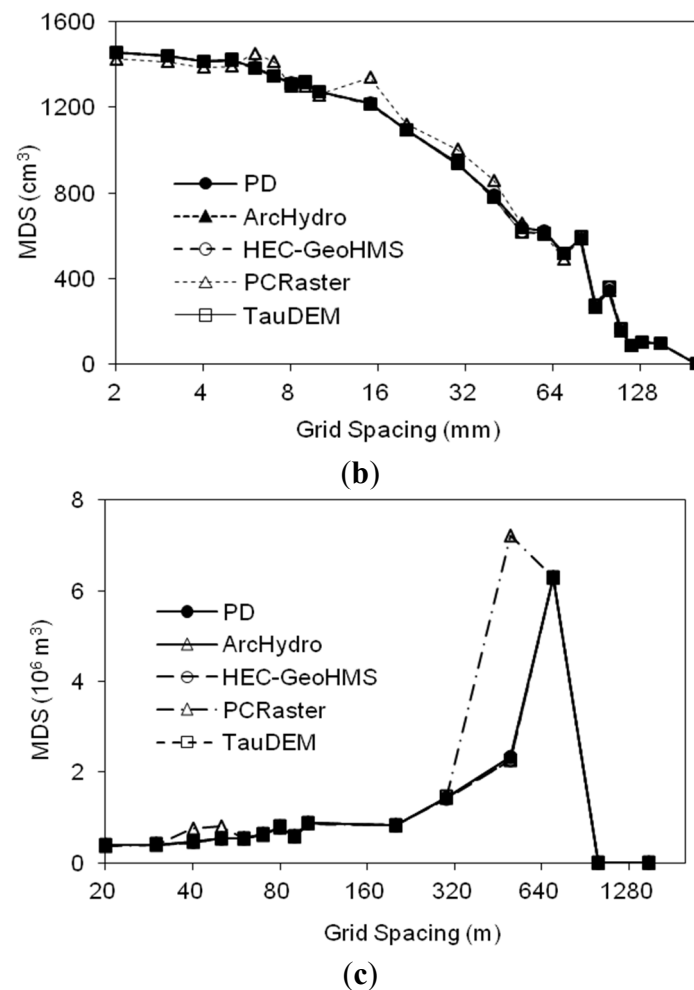 1600
1200
800
400
0
MDS (cm³)
PD
ArcHydro
HEC-GeoHMS
PCRaster
TauDEM
2 4 8 16 32 64 128
Grid Spacing (mm)
(b)
8
6
4
2
0
MDS (10⁶ m³)
PD
ArcHydro
HEC-GeoHMS
PCRaster
TauDEM
20 40 80 160 320 640 1280
Grid Spacing (m)
(c)